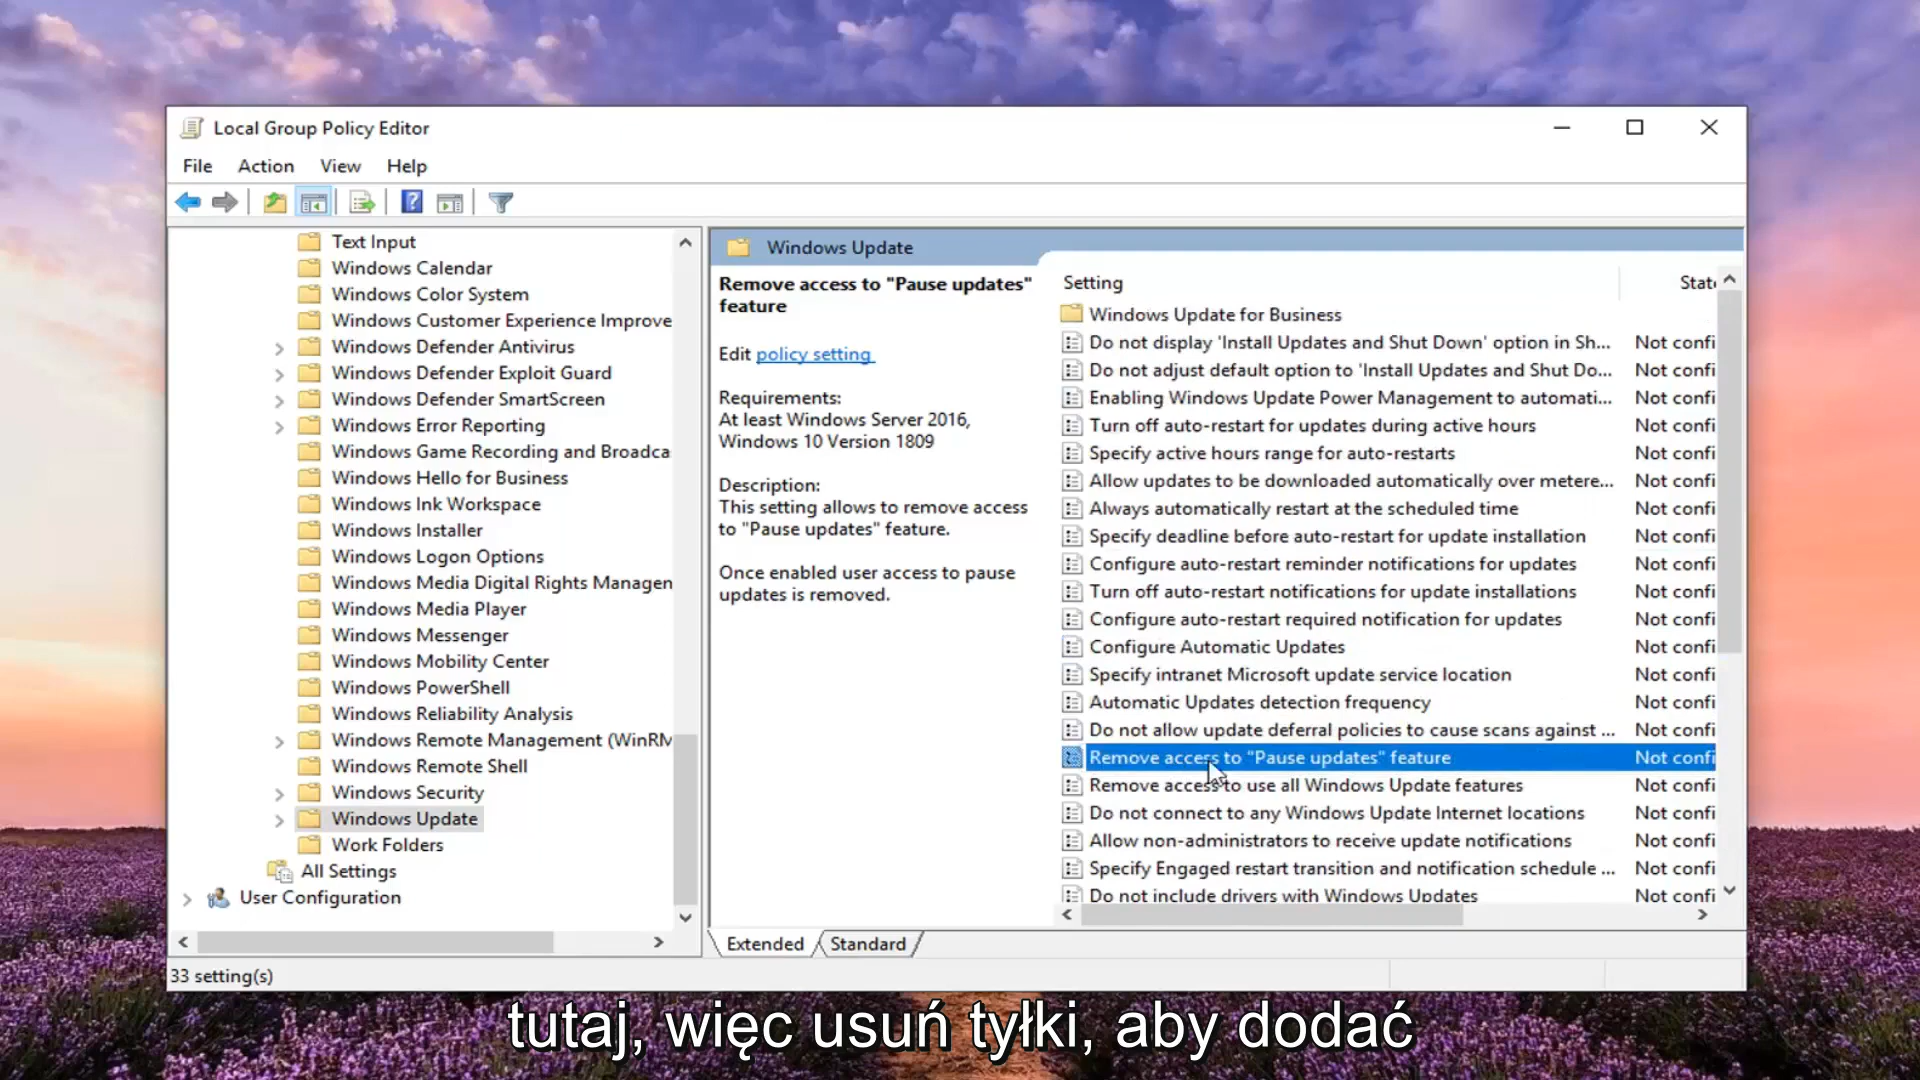 Local Group Policy Editor
File Action View Help
Text Input
Windows Calendar
Windows Color System
Windows Customer Experience Improve
Windows Defender Antivirus
Windows Defender Exploit Guard
Windows Defender SmartScreen
Windows Error Reporting
Windows Game Recording and Broadca
Windows Hello for Business
Windows Ink Workspace
Windows Installer
Windows Logon Options
Windows Media Digital Rights Managen
Windows Media Player
Windows Messenger
Windows Mobility Center
Windows PowerShell
Windows Reliability Analysis
Windows Remote Management (WinRM
Windows Remote Shell
Windows Security
Windows Update
Work Folders
All Settings
User Configuration
Windows Update
Remove access to "Pause updates"
feature
Edit policy setting
Requirements:
At least Windows Server 2016,
Windows 10 Version 1809
Description:
This setting allows to remove access
to "Pause updates" feature.
Once enabled user access to pause
updates is removed.
Setting State
Windows Update for Business
Do not display 'Install Updates and Shut Down' option in Sh... Not confi
Do not adjust default option to 'Install Updates and Shut Do... Not confi
Enabling Windows Update Power Management to automati... Not confi
Turn off auto-restart for updates during active hours Not confi
Specify active hours range for auto-restarts Not confi
Allow updates to be downloaded automatically over metere... Not confi
Always automatically restart at the scheduled time Not confi
Specify deadline before auto-restart for update installation Not confi
Configure auto-restart reminder notifications for updates Not confi
Turn off auto-restart notifications for update installations Not confi
Configure auto-restart required notification for updates Not confi
Configure Automatic Updates Not confi
Specify intranet Microsoft update service location Not confi
Automatic Updates detection frequency Not confi
Do not allow update deferral policies to cause scans against ... Not confi
Remove access to "Pause updates" feature Not confi
Remove access to use all Windows Update features Not confi
Do not connect to any Windows Update Internet locations Not confi
Allow non-administrators to receive update notifications Not confi
Specify Engaged restart transition and notification schedule ... Not confi
Do not include drivers with Windows Updates Not confi
Extended Standard
33 setting(s)
tutaj, więc usuń tyłki, aby dodać